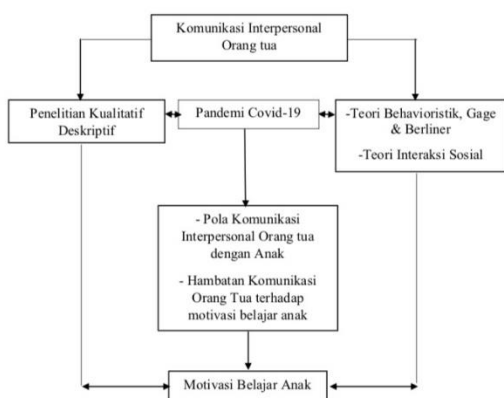 Komunikasi Interpersonal
Orang tua
Penelitian Kualitatif
Deskriptif
Pandemi Covid-19
-Teori Behavioristik, Gage
& Berliner
-Teori Interaksi Sosial
- Pola Komunikasi
Interpersonal Orang tua
dengan Anak
- Hambatan Komunikasi
Orang Tua terhadap
motivasi belajar anak
Motivasi Belajar Anak